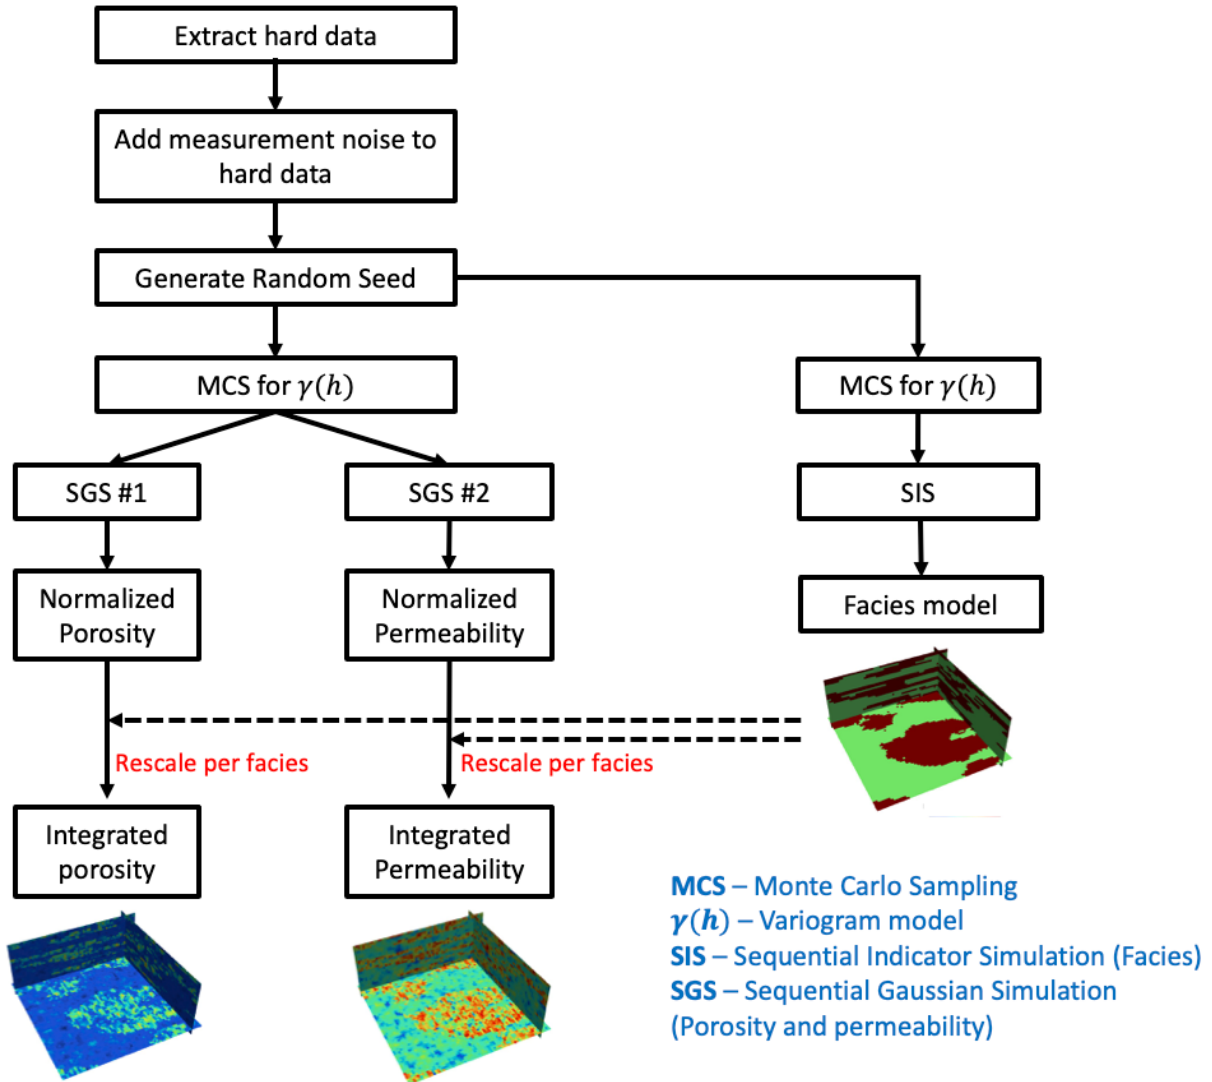 Extract hard data
Add measurement noise to
hard data
Generate Random Seed
MCS for γ(h)
MCS for γ(h)
SGS #1
SGS #2
SIS
Normalized
Porosity
Normalized
Permeability
Facies model
Rescale per facies
Rescale per facies
Integrated
porosity
Integrated
Permeability
MCS – Monte Carlo Sampling
γ(h) – Variogram model
SIS – Sequential Indicator Simulation (Facies)
SGS – Sequential Gaussian Simulation
(Porosity and permeability)